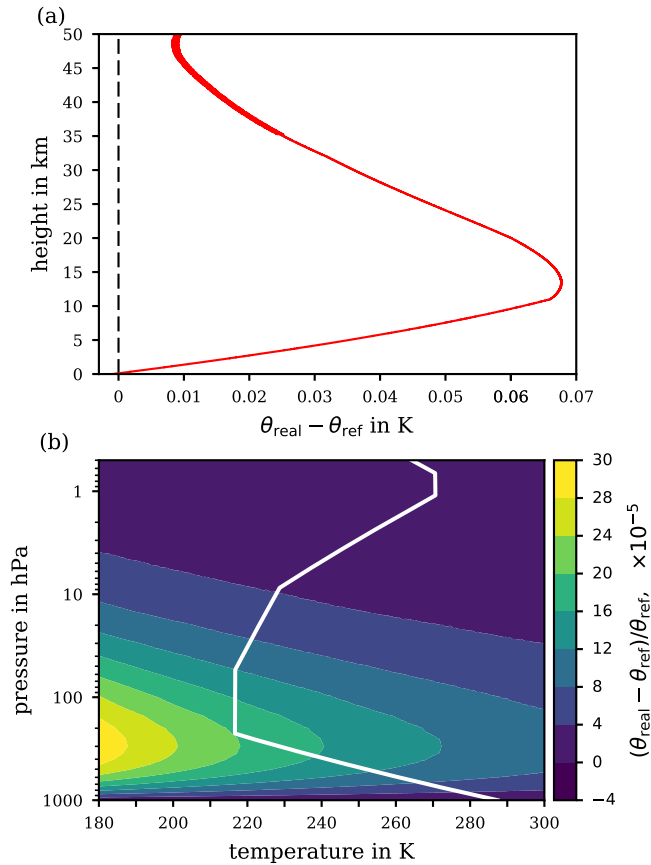 (a)
50
45
40
35
30
25
20
15
10
5
0
height in km
0 0.01 0.02 0.03 0.04 0.05 0.06 0.07
θreal − θref in K
(b)
1
10
100
1000
pressure in hPa
180 200 220 240 260 280 300
temperature in K
30
28
24
20
16
12
8
4
0
−4
(θreal − θref)/θref, ×10⁻⁵